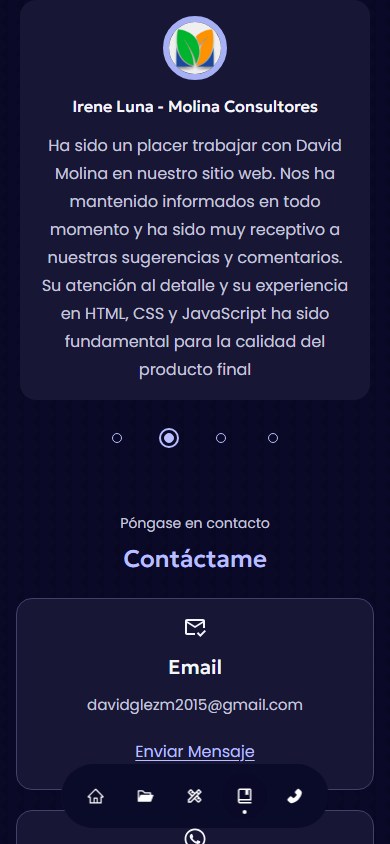 Irene Luna - Molina Consultores
Ha sido un placer trabajar con David
Molina en nuestro sitio web. Nos ha
mantenido informados en todo
momento y ha sido muy receptivo a
nuestras sugerencias y comentarios.
Su atención al detalle y su experiencia
en HTML, CSS y JavaScript ha sido
fundamental para la calidad del
producto final
Póngase en contacto
Contáctame
Email
davidglezm2015@gmail.com
Enviar Mensaje